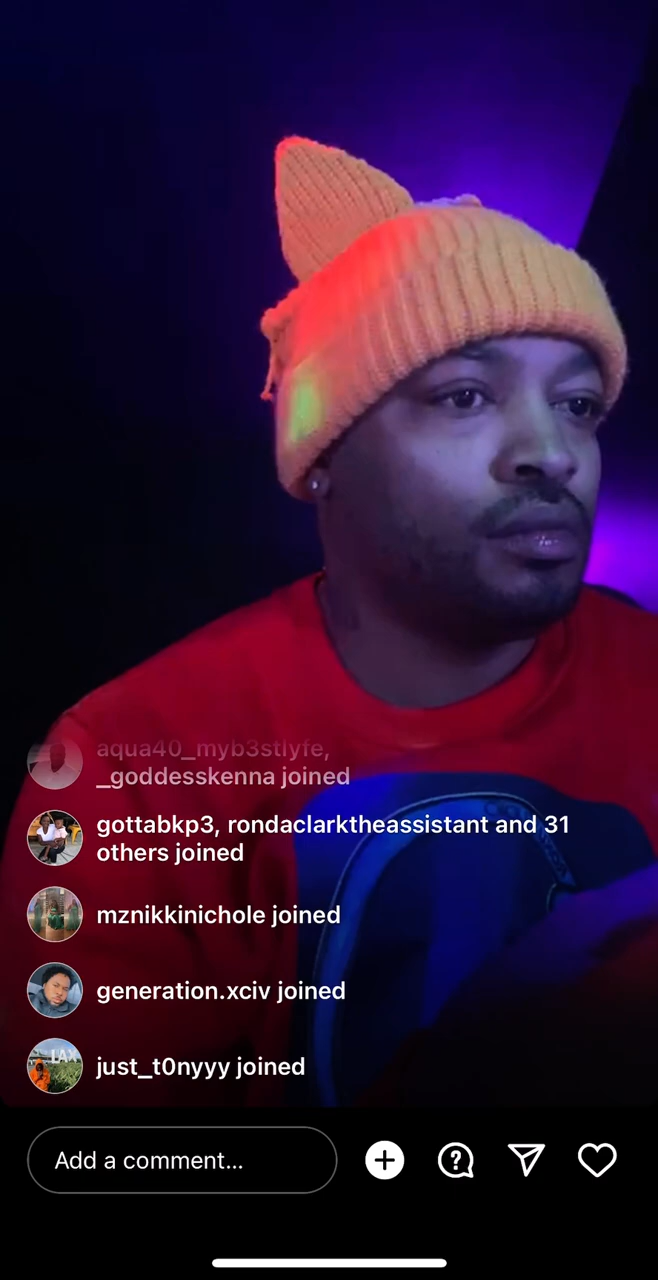 aqua40_myb3stlyfe,
_goddesskenna joined
gottabkp3, rondaclarktheassistant and 31
others joined
mznikkinichole joined
generation.xciv joined
just_t0nyyy joined
Add a comment...